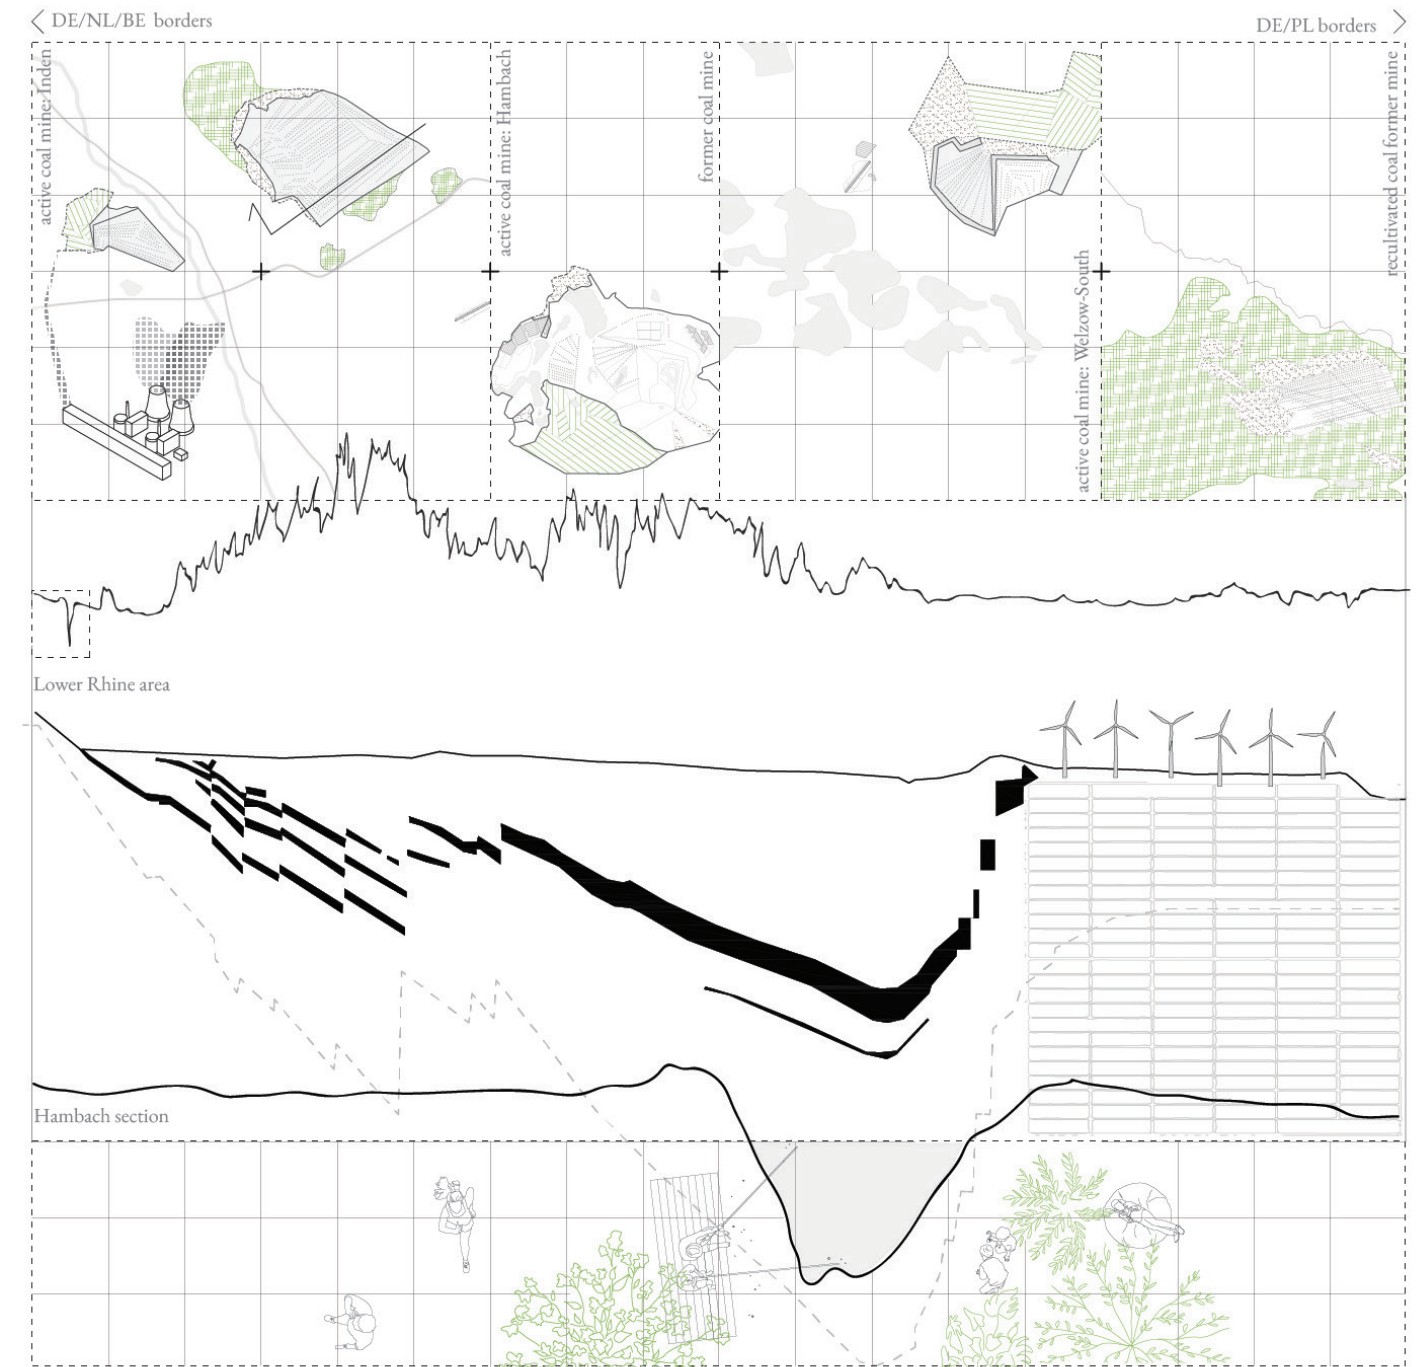 DE/NL/BE borders
DE/PL borders
active coal mine: Inden
active coal mine: Hambach
former coal mine
active coal mine: Welzow-South
recultivated coal former mine
Lower Rhine area
Hambach section